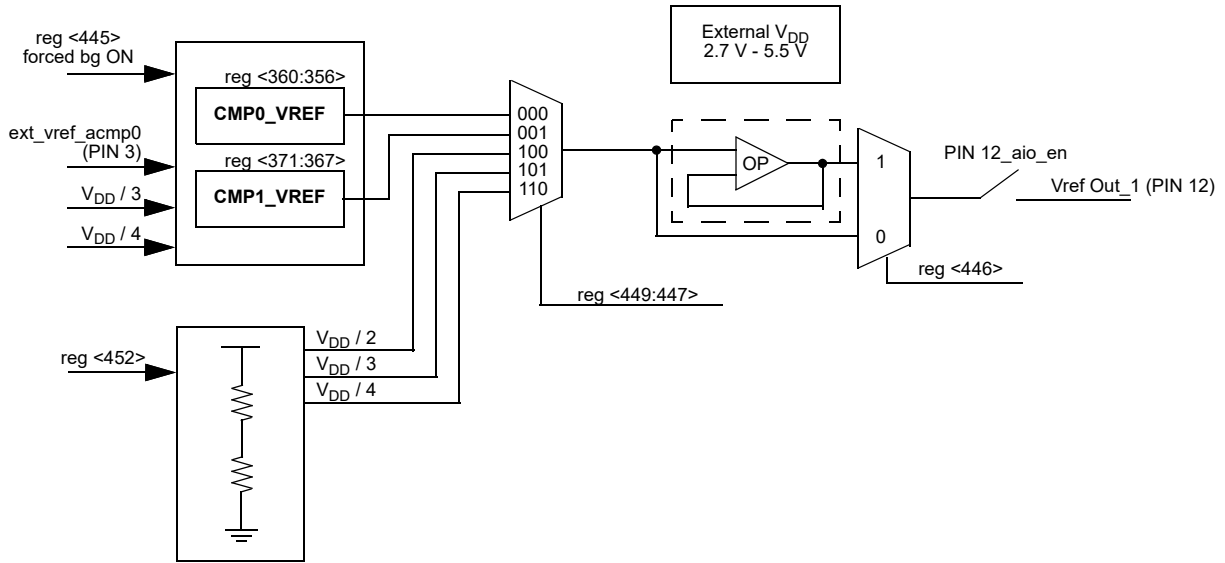 reg <445>
forced bg ON
ext_vref_acmp0
(PIN 3)
VDD / 3
VDD / 4
reg <360:356>
CMP0_VREF
reg <371:367>
CMP1_VREF
000
001
100
101
110
reg <449:447>
External VDD
2.7 V - 5.5 V
OP
1
0
reg <446>
PIN 12_aio_en
Vref Out_1 (PIN 12)
reg <452>
VDD / 2
VDD / 3
VDD / 4